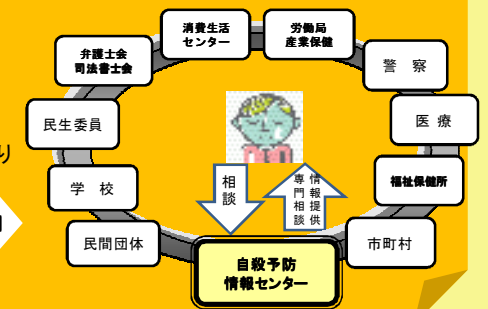 消費生活
センター
労働局
産業保健
弁護士会
司法書士会
警 察
民生委員
医 療
り
学 校
相談
情報提供
専門相談
福祉保健所
民間団体
市町村
自殺予防
情報センター